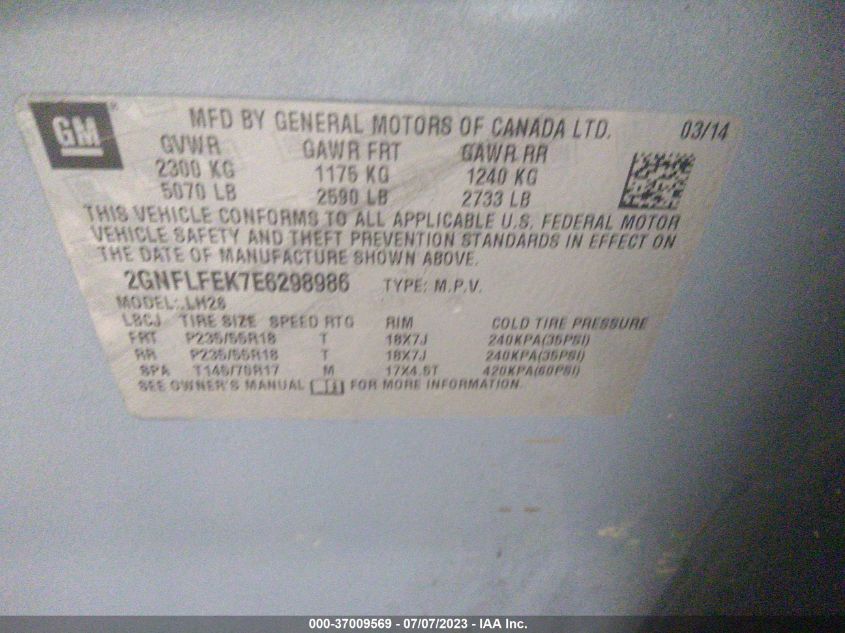 GM MFD BY GENERAL MOTORS OF CANADA LTD. 03/14
GVWR GAWR FRT GAWR RR
2300 KG 1175 KG 1240 KG
5070 LB 2590 LB 2733 LB
THIS VEHICLE CONFORMS TO ALL APPLICABLE U.S. FEDERAL MOTOR
VEHICLE SAFETY AND THEFT PREVENTION STANDARDS IN EFFECT ON
THE DATE OF MANUFACTURE SHOWN ABOVE.
2GNFLFEK7E6298986 TYPE: M.P.V.
MODEL: LH26
LBCJ TIRE SIZE SPEED RTG RIM COLD TIRE PRESSURE
FRT P235/55R18 T 18X7J 240KPA(35PSI)
RR P235/55R18 T 18X7J 240KPA(35PSI)
SPA T145/70R17 M 17X4.5T 420KPA(60PSI)
SEE OWNER'S MANUAL FOR MORE INFORMATION.
000-37009569 - 07/07/2023 - IAA Inc.